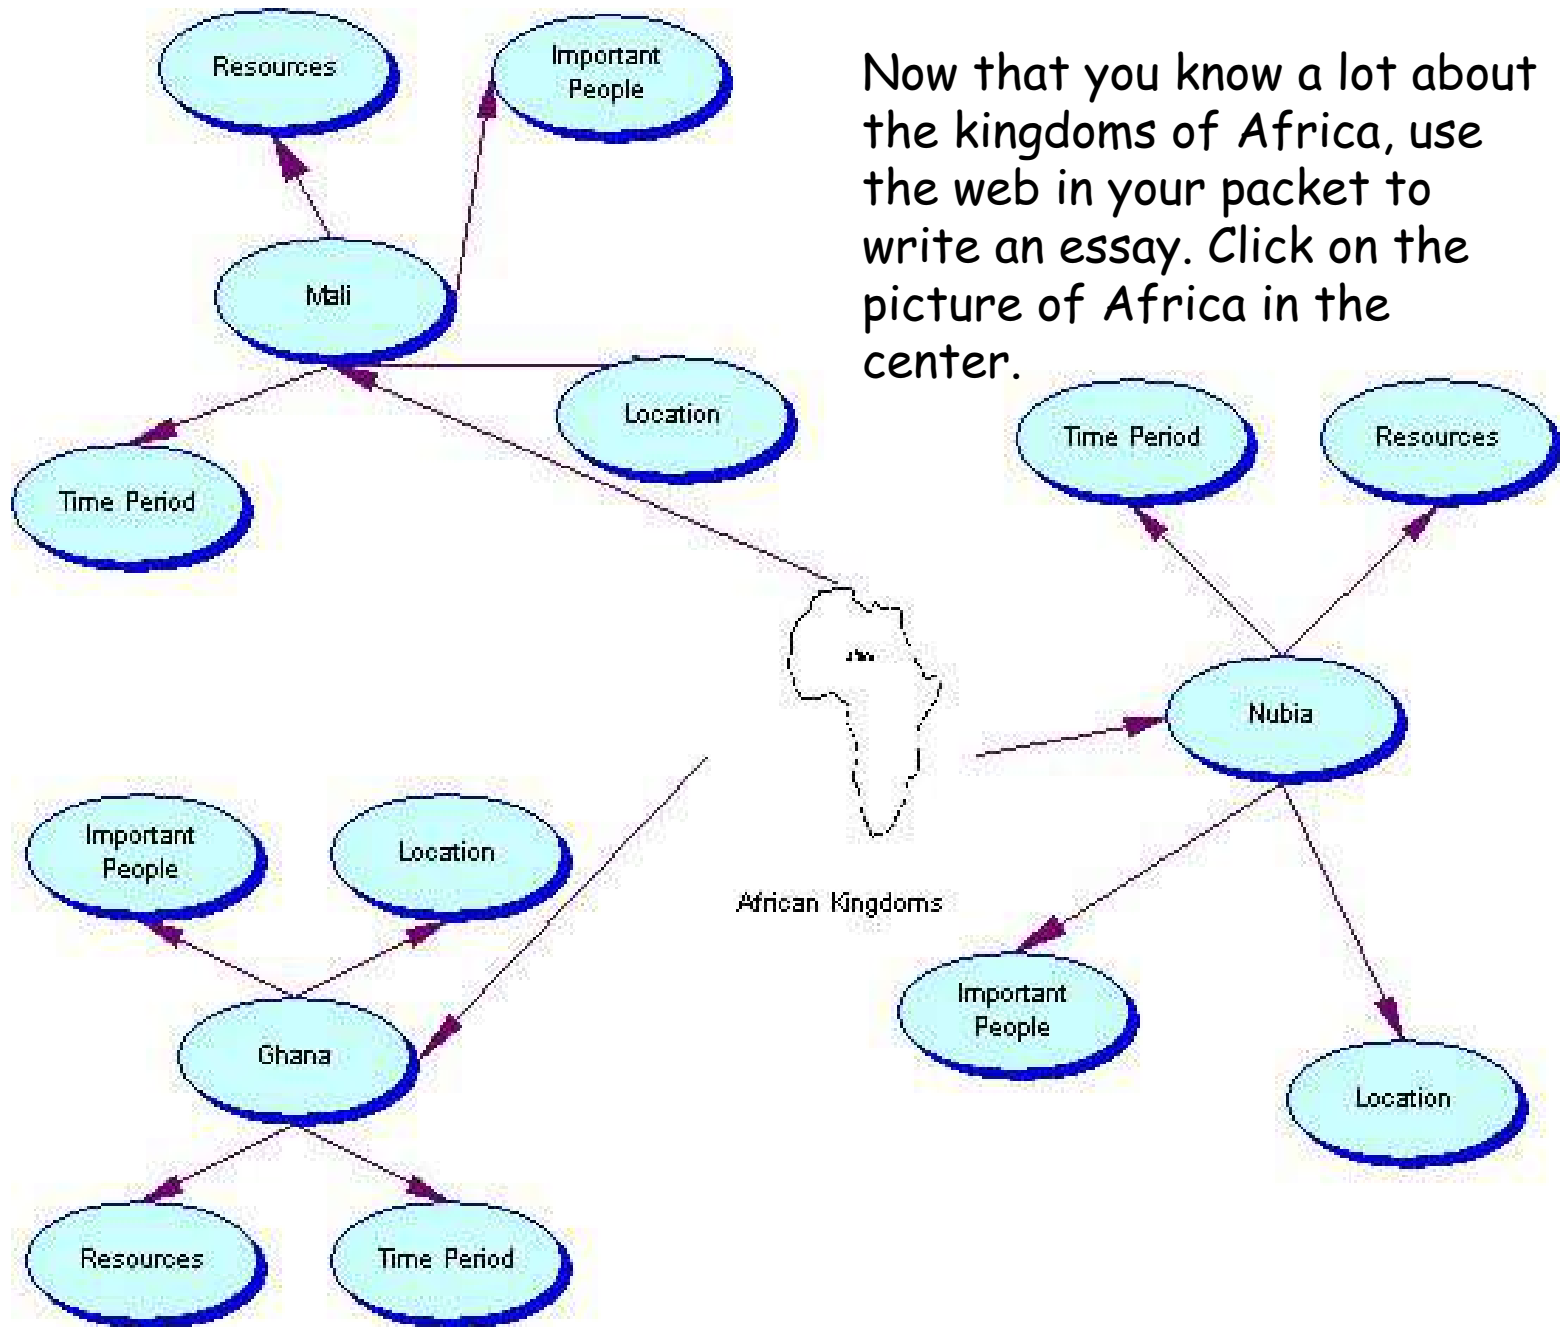 Resources
Important
People
Now that you know a lot about
the kingdoms of Africa, use
the web in your packet to
write an essay. Click on the
picture of Africa in the
center.
Mali
Location
Time Period
Time Period
Resources
Nubia
Important
People
Location
African Kingdoms
Important
People
Location
Ghana
Resources
Time Period